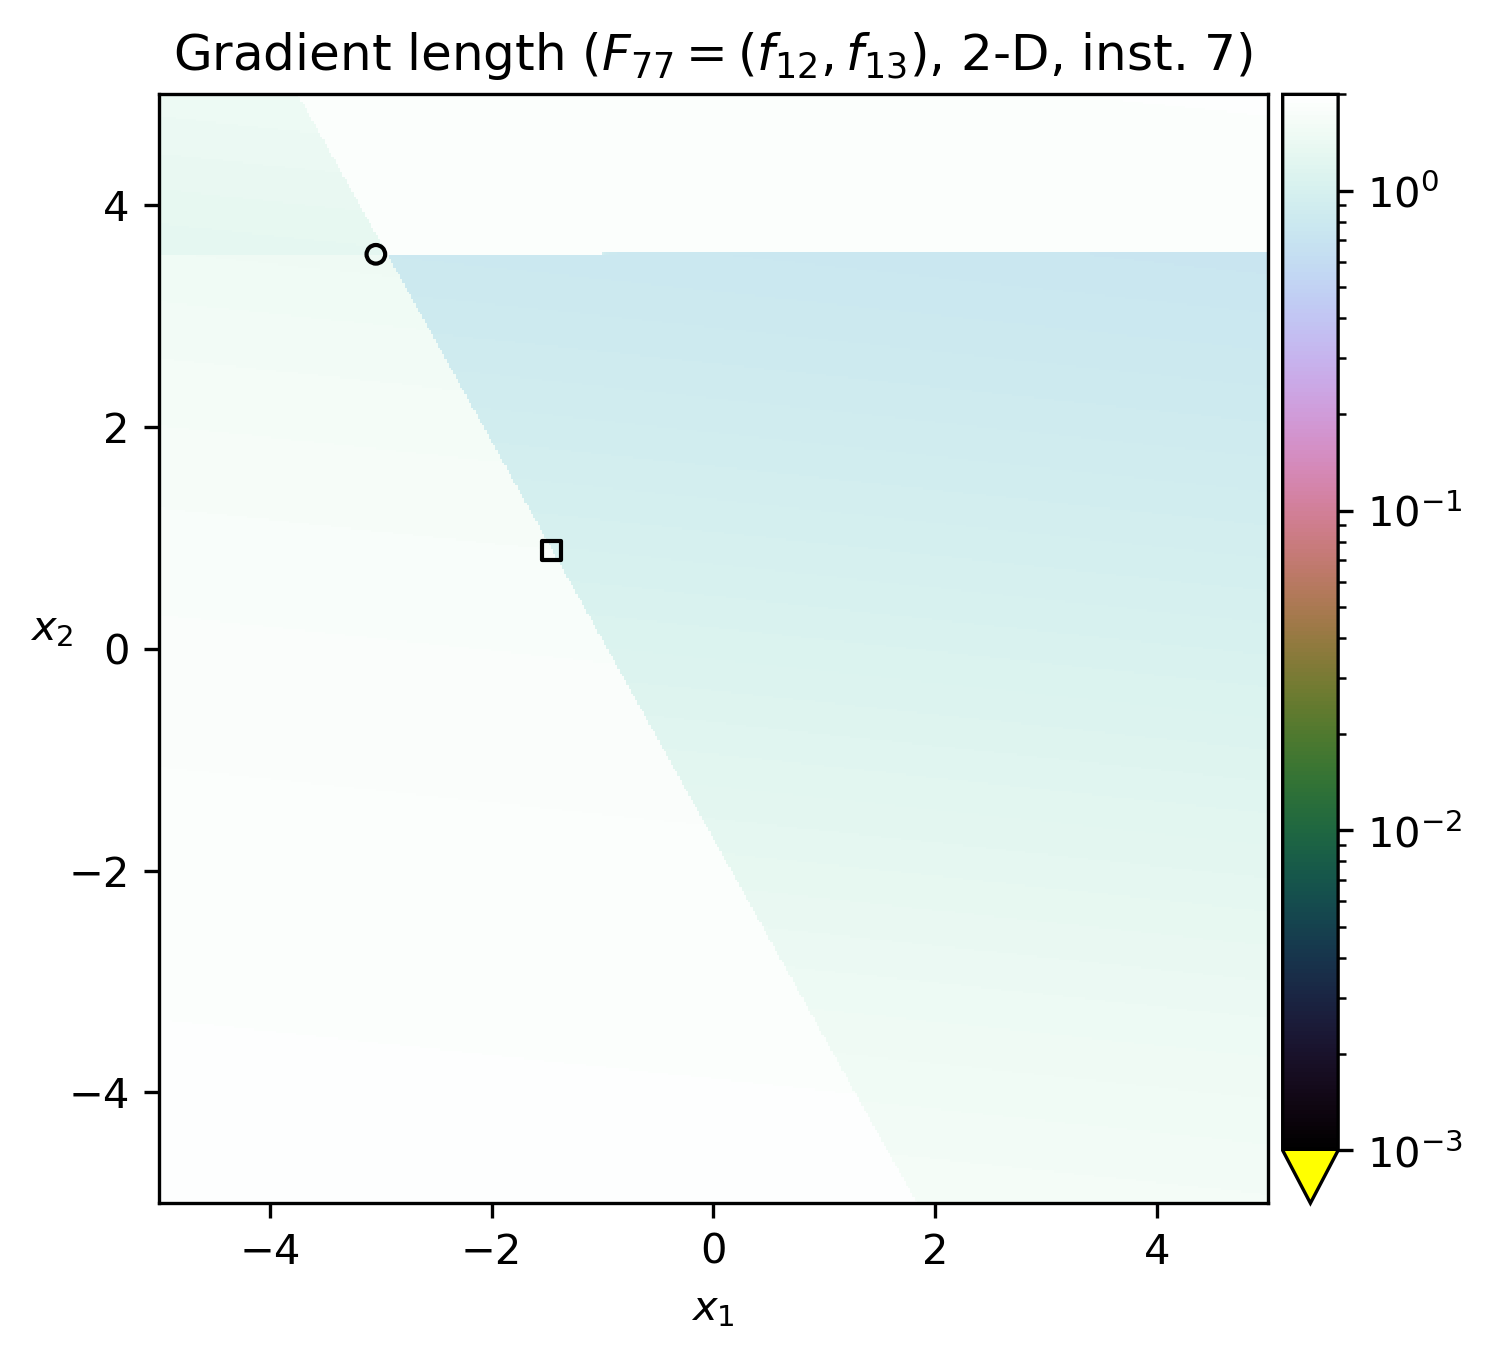 Gradient length (F₇₇ = (f₁₂, f₁₃), 2-D, inst. 7)
4
2
0
−2
−4
x₂
−4 −2 0 2 4
x₁
10⁰
10⁻¹
10⁻²
10⁻³